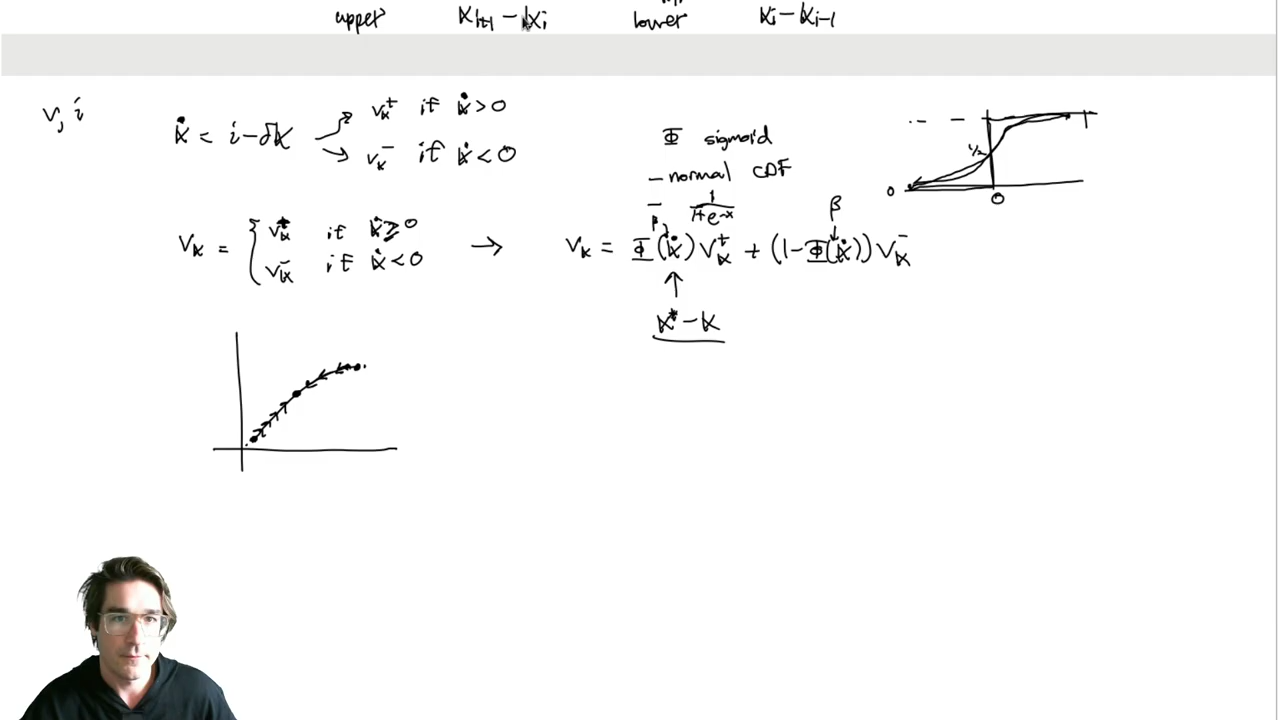 upper K_{i+1} − K_i lower K_i − K_{i−1}
v, i
K̇ = i − δK
v_K^+ if K̇ > 0
v_K^- if K̇ < 0
Φ sigmoid
− normal CDF
− 1/(1+e^{-x})
1
1/2
0
0
v_K = { v_K^+ if K̇ ≥ 0
v_K^- if K̇ < 0
→
β β
v_K = Φ(K̇) v_K^+ + (1 − Φ(K̇)) v_K^-
↑
K* − K